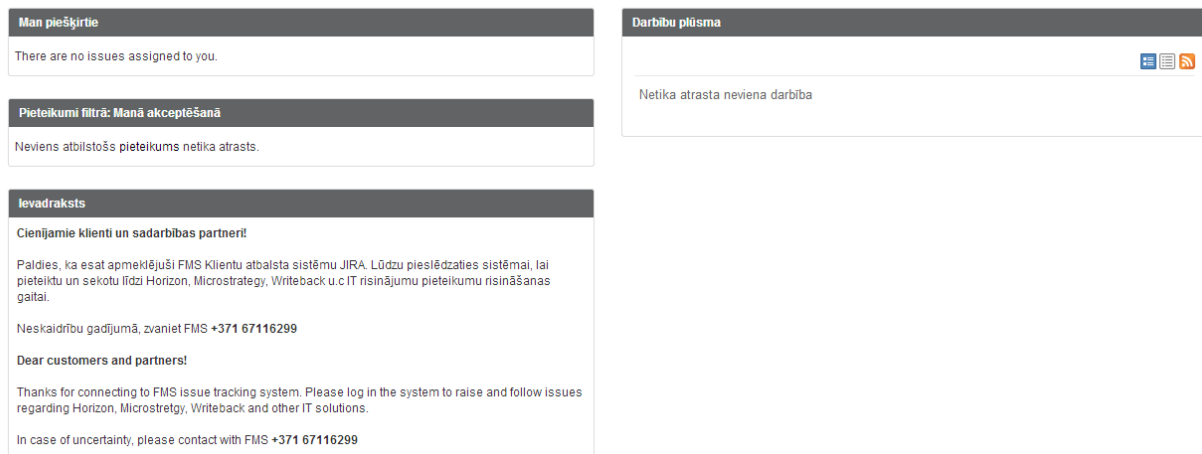 Man piešķirtie
There are no issues assigned to you.
Pieteikumi filtrā: Manā akceptēšanā
Neviens atbilstošs pieteikums netika atrasts.
Ievadraksts
Cienījamie klienti un sadarbības partneri!
Paldies, ka esat apmeklējuši FMS Klientu atbalsta sistēmu JIRA. Lūdzu pieslēdzaties sistēmai, lai
pieteiktu un sekotu līdzi Horizon, Microstrategy, Writeback u.c IT risinājumu pieteikumu risināšanas
gaitai.
Neskaidrību gadījumā, zvaniet FMS +371 67116299
Dear customers and partners!
Thanks for connecting to FMS issue tracking system. Please log in the system to raise and follow issues
regarding Horizon, Microstretgy, Writeback and other IT solutions.
In case of uncertainty, please contact with FMS +371 67116299
Darbību plūsma
Netika atrasta neviena darbība